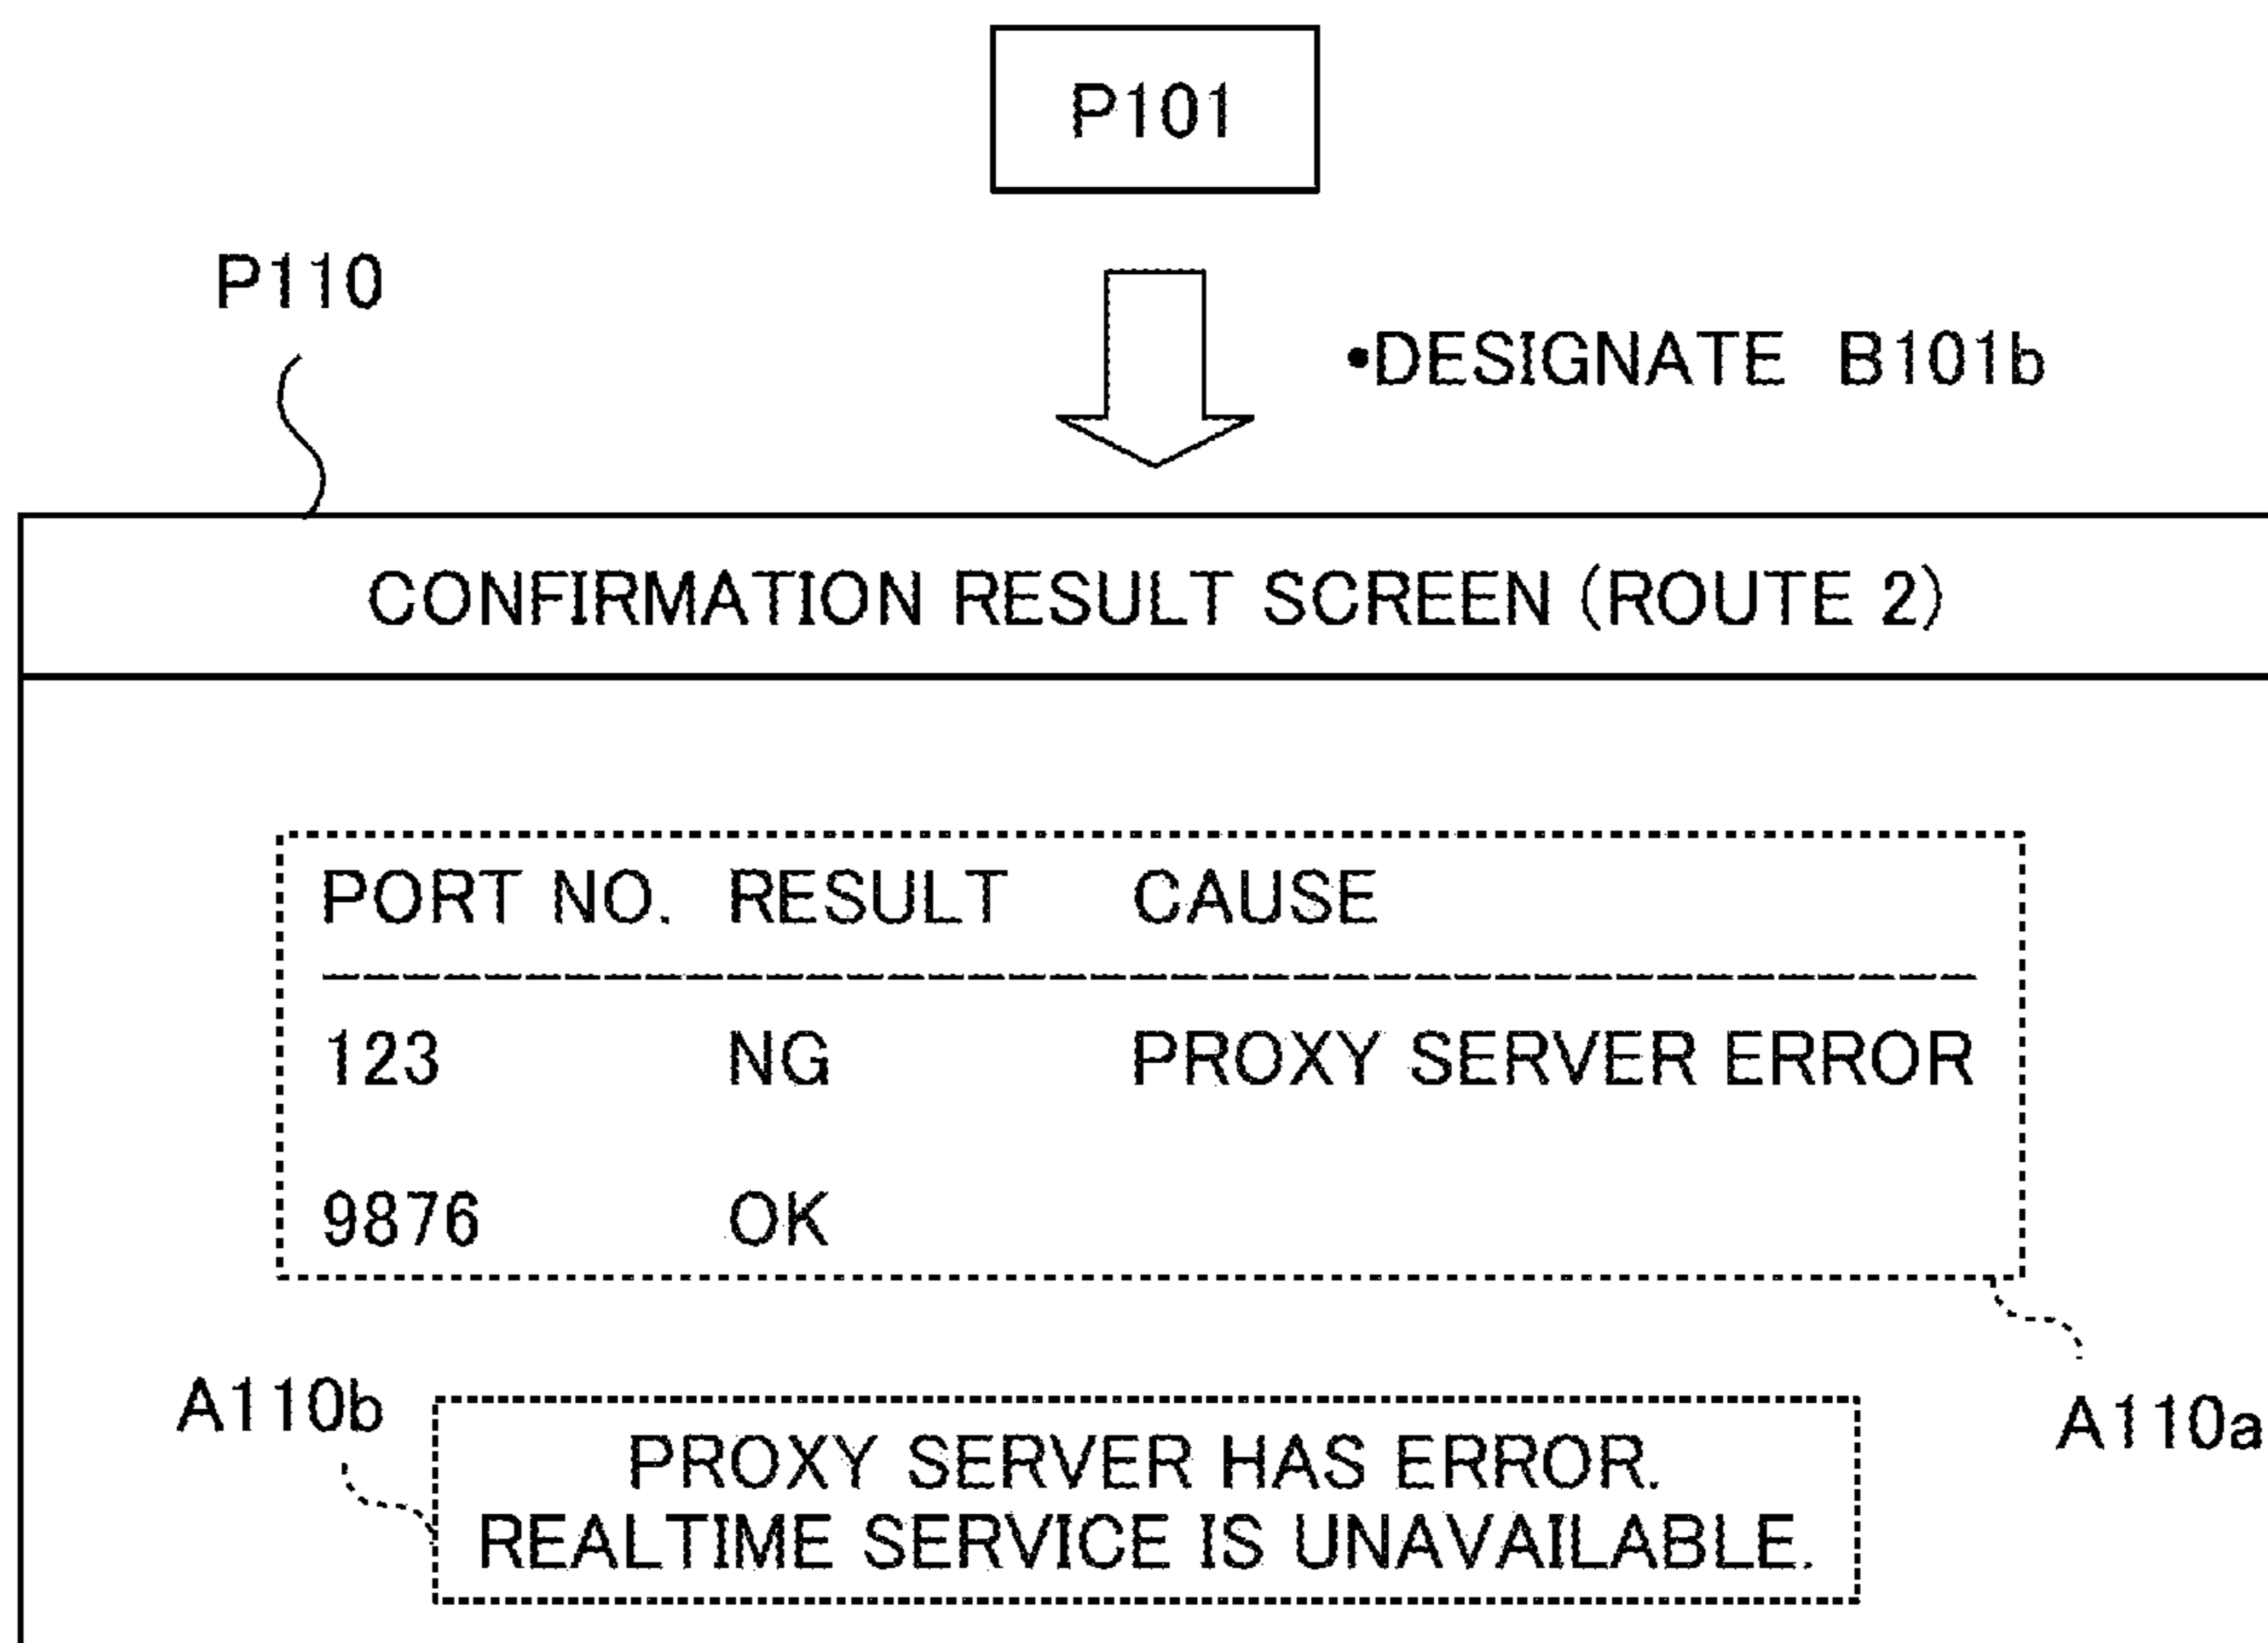 P101
P110
•DESIGNATE B101b
CONFIRMATION RESULT SCREEN (ROUTE 2)
PORT NO. RESULT CAUSE
123 NG PROXY SERVER ERROR
9876 OK
A110b
A110a
PROXY SERVER HAS ERROR.
REALTIME SERVICE IS UNAVAILABLE.